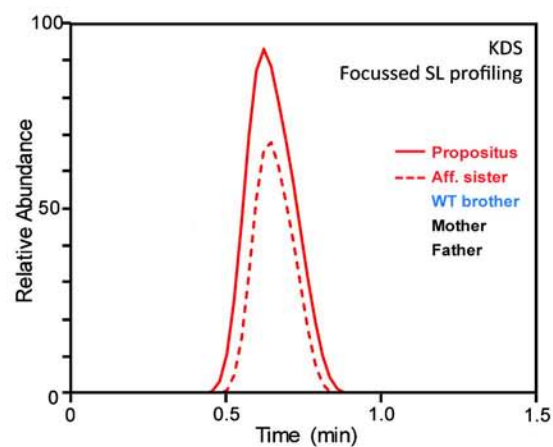 100
KDS
Focussed SL profiling
Propositus
Aff. sister
WT brother
Mother
Father
Relative Abundance
50
0
0
0.5
1.0
1.5
Time (min)